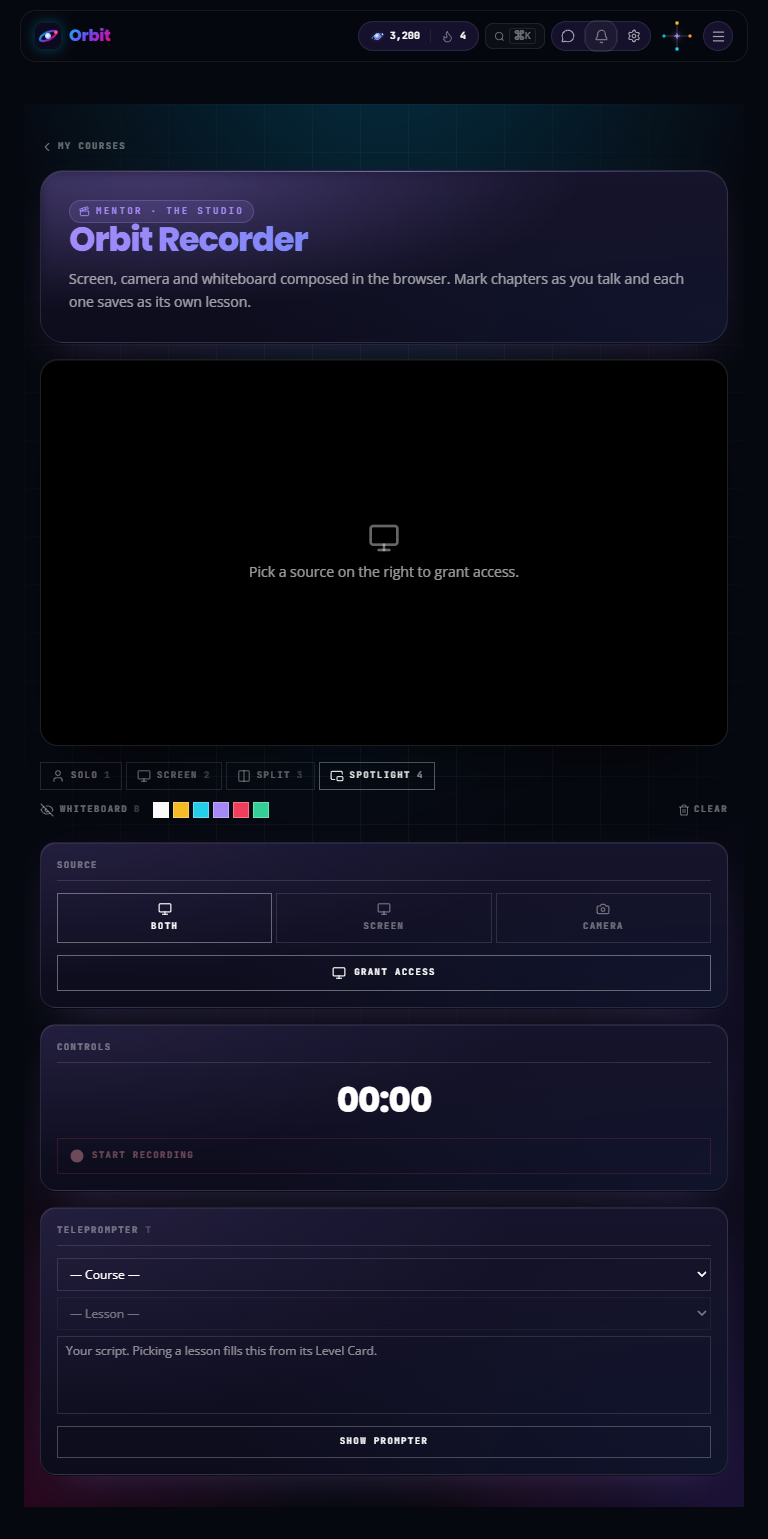 Orbit
3,200
4
⌘K
MY COURSES
MENTOR · THE STUDIO
Orbit Recorder
Screen, camera and whiteboard composed in the browser. Mark chapters as you talk and each
one saves as its own lesson.
Pick a source on the right to grant access.
SOLO 1
SCREEN 2
SPLIT 3
SPOTLIGHT 4
WHITEBOARD B
CLEAR
SOURCE
BOTH
SCREEN
CAMERA
GRANT ACCESS
CONTROLS
00:00
START RECORDING
TELEPROMPTER T
— Course —
— Lesson —
Your script. Picking a lesson fills this from its Level Card.
SHOW PROMPTER